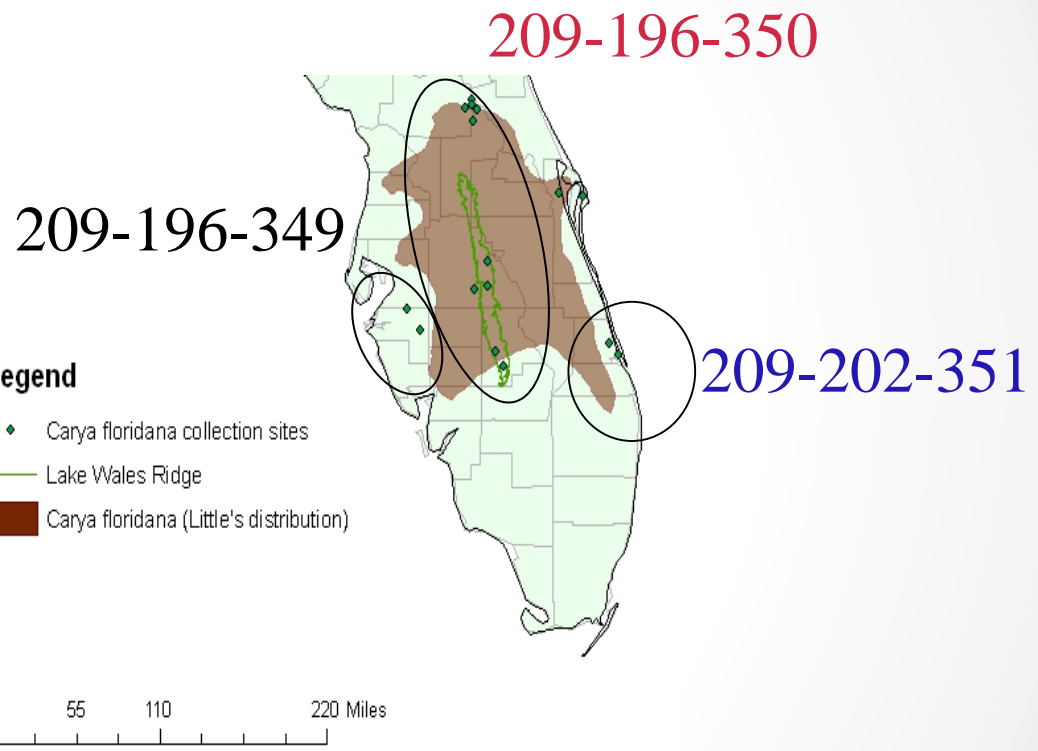 209-196-350
209-196-349
209-202-351
egend
Carya floridana collection sites
Lake Wales Ridge
Carya floridana (Little's distribution)
55 110 220 Miles